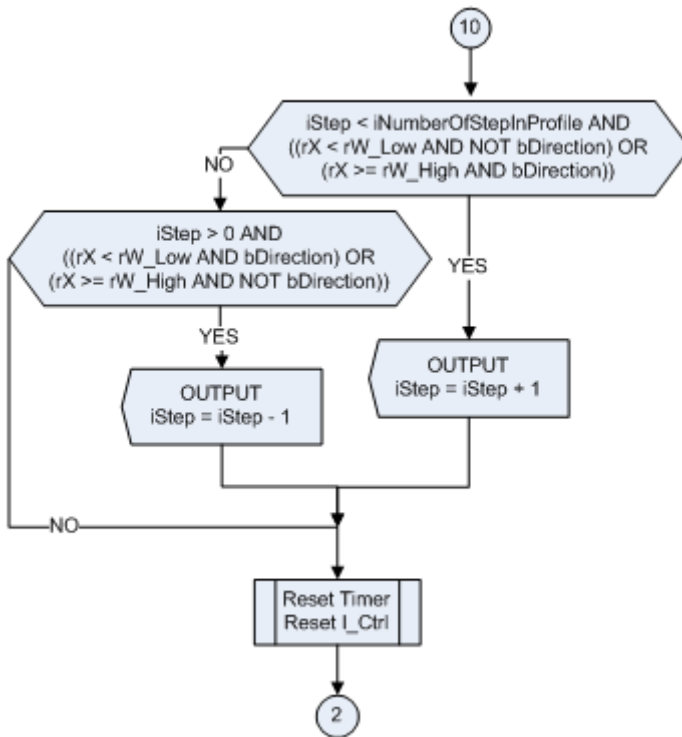 10
iStep < iNumberOfStepInProfile AND
((rX < rW_Low AND NOT bDirection) OR
(rX >= rW_High AND bDirection))
NO
iStep > 0 AND
((rX < rW_Low AND bDirection) OR
(rX >= rW_High AND NOT bDirection))
YES
YES
OUTPUT
iStep = iStep + 1
OUTPUT
iStep = iStep - 1
NO
Reset Timer
Reset I_Ctrl
2